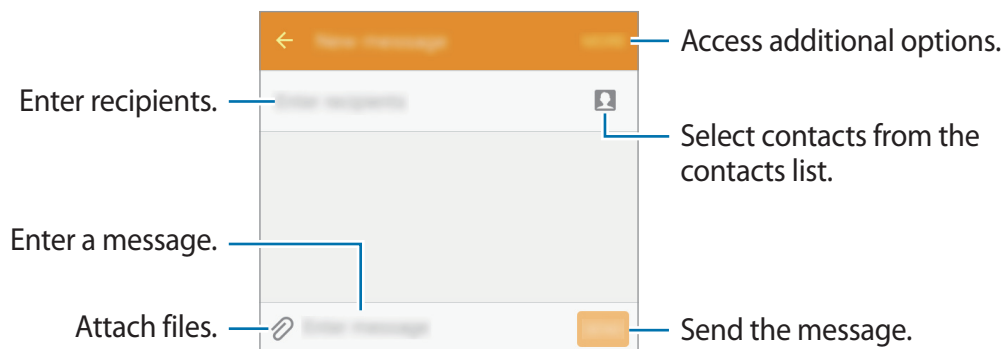 Access additional options.
Enter recipients.
Select contacts from the
contacts list.
Enter a message.
Attach files.
Send the message.